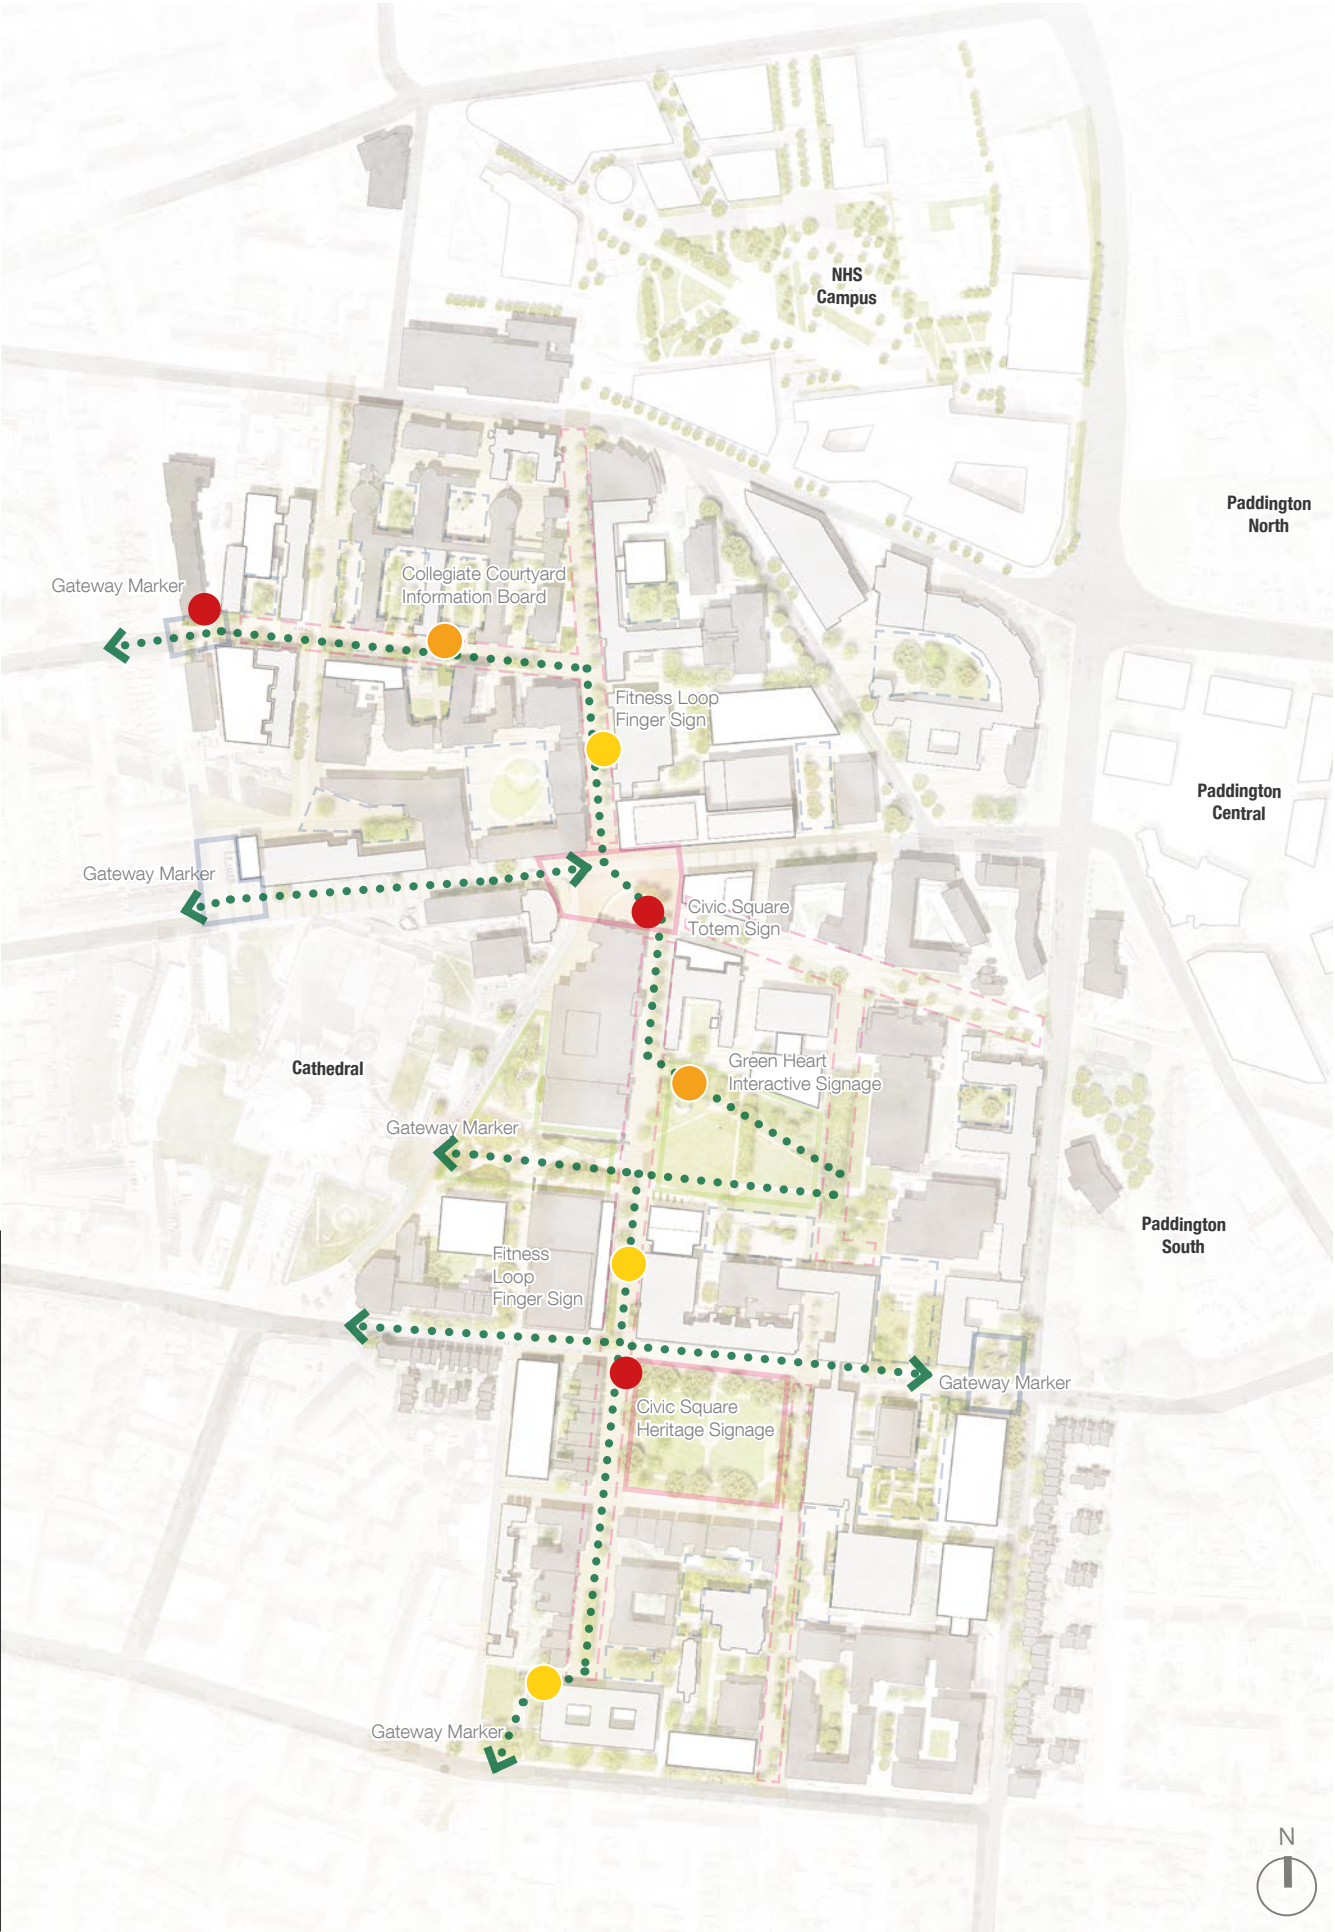 NHS
Campus
Paddington
North
Gateway Marker
Collegiate Courtyard
Information Board
Fitness Loop
Finger Sign
Paddington
Central
Gateway Marker
Civic Square
Totem Sign
Cathedral
Green Heart
Interactive Signage
Gateway Marker
Paddington
South
Fitness
Loop
Finger Sign
Gateway Marker
Civic Square
Heritage Signage
Gateway Marker
N